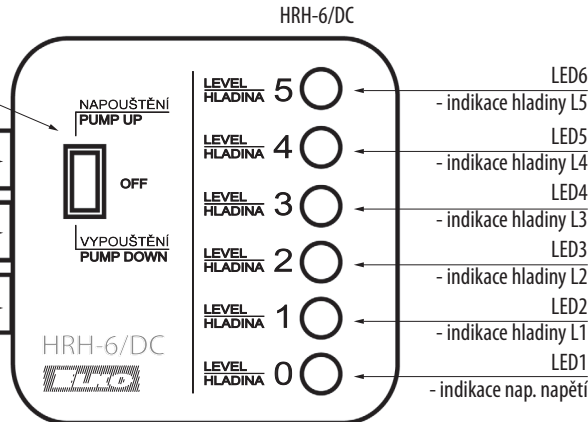 HRH-6/DC
NAPOUŠTĚNÍ
PUMP UP
OFF
VYPOUŠTĚNÍ
PUMP DOWN
HRH-6/DC
ELKO
LEVEL
HLADINA 5
LEVEL
HLADINA 4
LEVEL
HLADINA 3
LEVEL
HLADINA 2
LEVEL
HLADINA 1
LEVEL
HLADINA 0
LED6
- indikace hladiny L5
LED5
- indikace hladiny L4
LED4
- indikace hladiny L3
LED3
- indikace hladiny L2
LED2
- indikace hladiny L1
LED1
- indikace nap. napětí